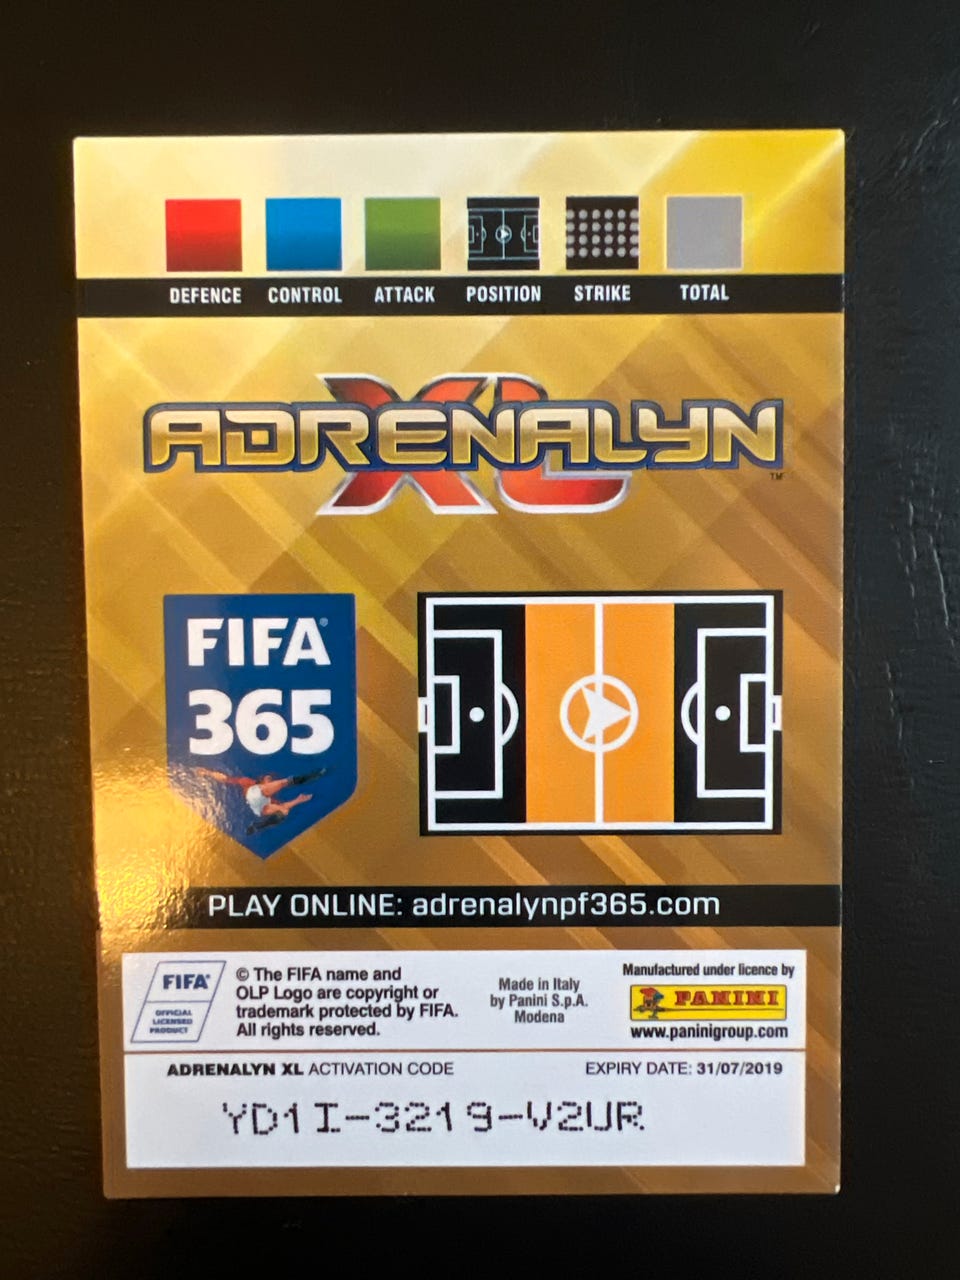 DEFENCE CONTROL ATTACK POSITION STRIKE TOTAL
ADRENALYN
XL
TM
FIFA®
365
PLAY ONLINE: adrenalynpf365.com
FIFA®
OFFICIAL
LICENSED
PRODUCT
© The FIFA name and
OLP Logo are copyright or
trademark protected by FIFA.
All rights reserved.
Made in Italy
by Panini S.p.A.
Modena
Manufactured under licence by
PANINI
www.paninigroup.com
ADRENALYN XL ACTIVATION CODE
EXPIRY DATE: 31/07/2019
YD1I-3219-V2UR